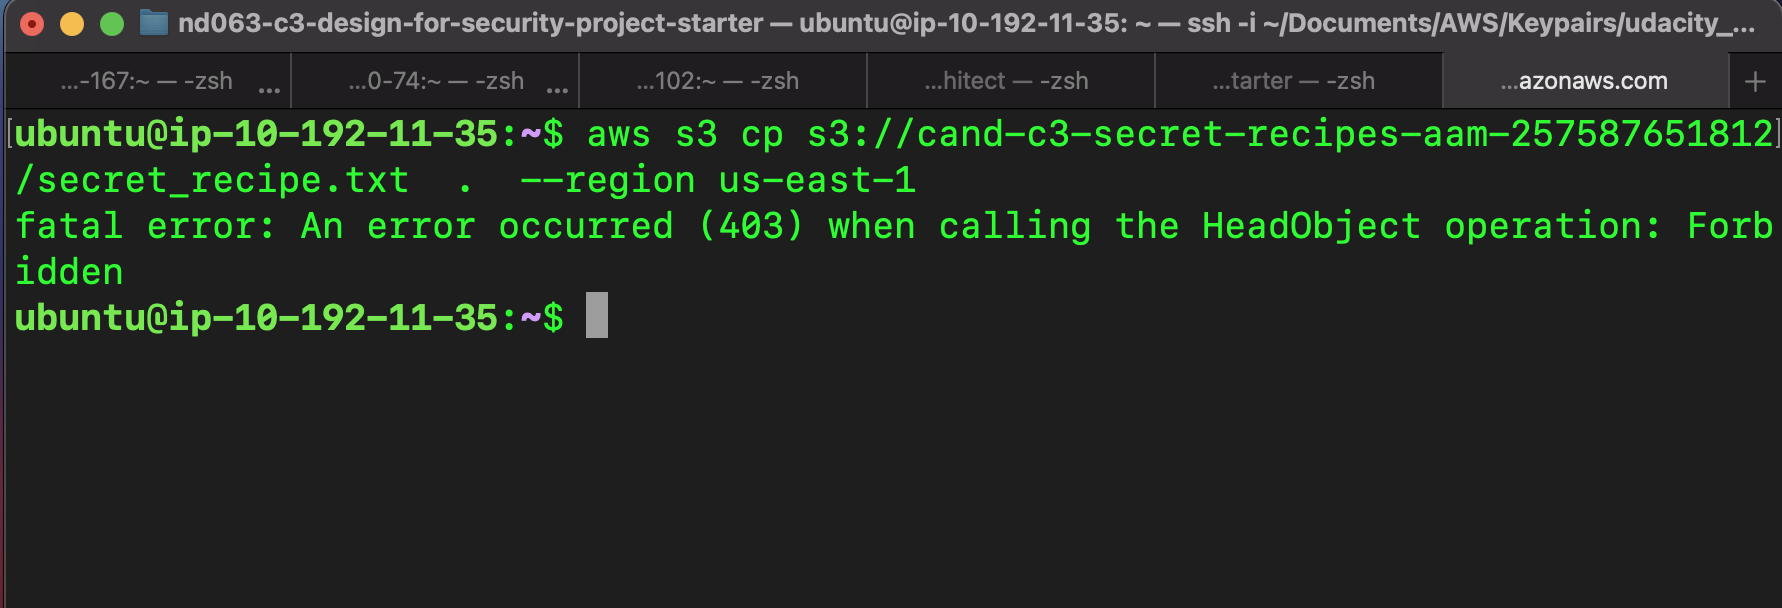 nd063-c3-design-for-security-project-starter — ubuntu@ip-10-192-11-35: ~ — ssh -i ~/Documents/AWS/Keypairs/udacity_...
...-167:~ — -zsh ... ...0-74:~ — -zsh ... ...102:~ — -zsh ...hitect — -zsh ...tarter — -zsh ...azonaws.com +
[ubuntu@ip-10-192-11-35:~$ aws s3 cp s3://cand-c3-secret-recipes-aam-257587651812]
/secret_recipe.txt  .  --region us-east-1
fatal error: An error occurred (403) when calling the HeadObject operation: Forb
idden
ubuntu@ip-10-192-11-35:~$